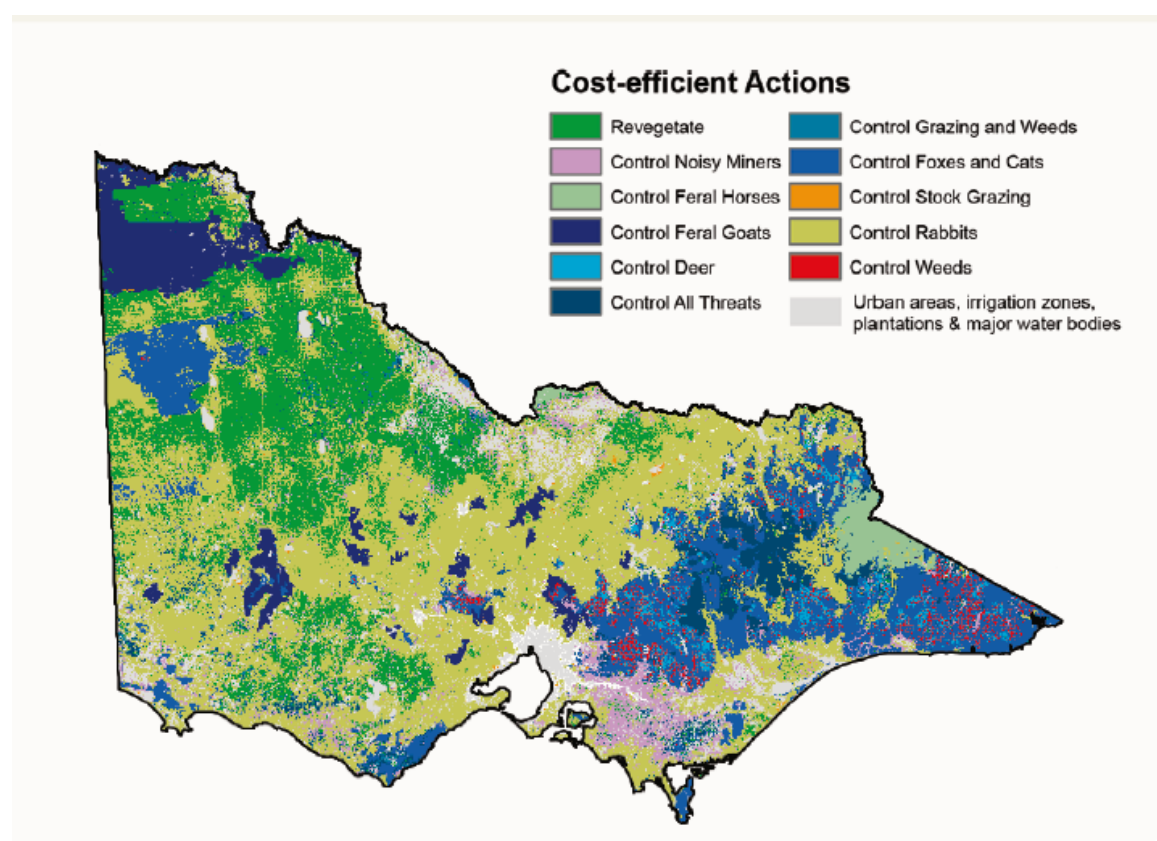 Cost-efficient Actions
Revegetate
Control Noisy Miners
Control Feral Horses
Control Feral Goats
Control Deer
Control All Threats
Control Grazing and Weeds
Control Foxes and Cats
Control Stock Grazing
Control Rabbits
Control Weeds
Urban areas, irrigation zones,
plantations & major water bodies